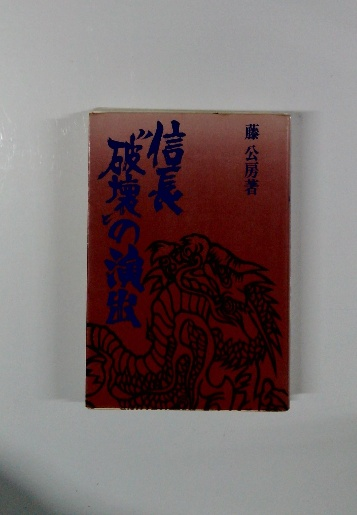 藤 公房著
信長
〝破壊〟の演出